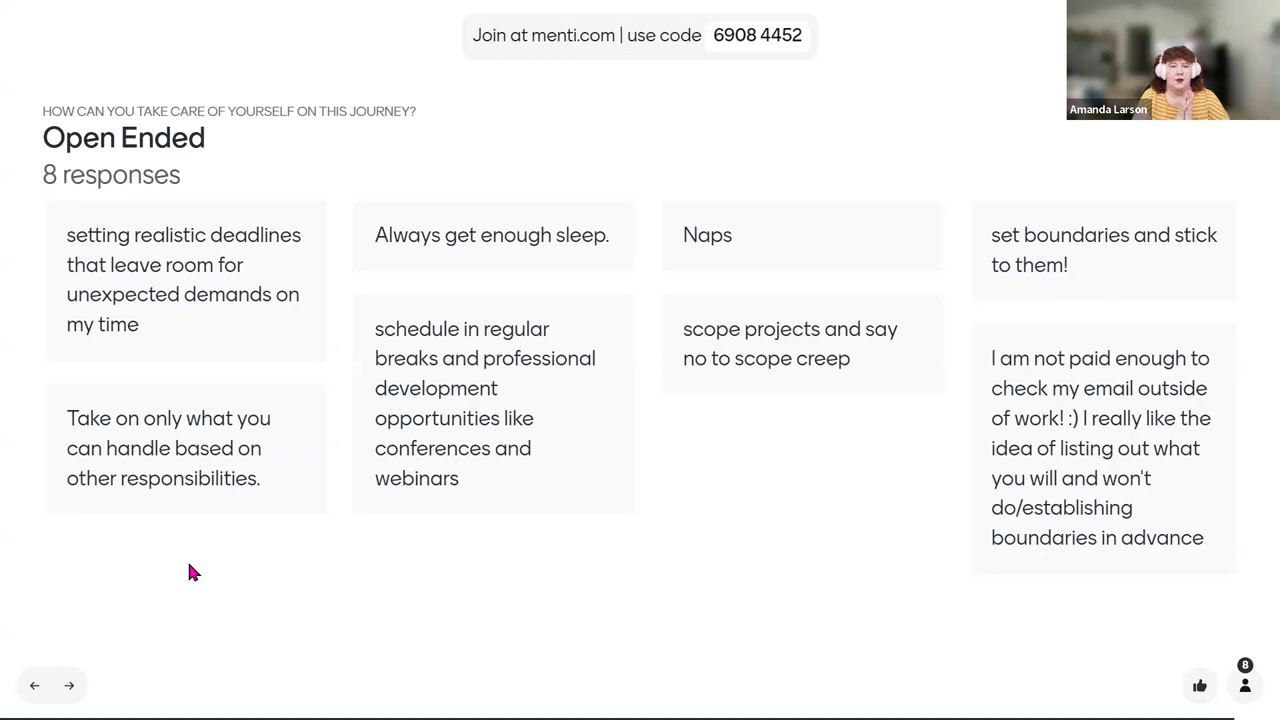 Join at menti.com | use code 6908 4452
Amanda Larson
HOW CAN YOU TAKE CARE OF YOURSELF ON THIS JOURNEY?
Open Ended
8 responses
setting realistic deadlines
that leave room for
unexpected demands on
my time
Take on only what you
can handle based on
other responsibilities.
Always get enough sleep.
schedule in regular
breaks and professional
development
opportunities like
conferences and
webinars
Naps
scope projects and say
no to scope creep
set boundaries and stick
to them!
I am not paid enough to
check my email outside
of work! :) I really like the
idea of listing out what
you will and won't
do/establishing
boundaries in advance
8